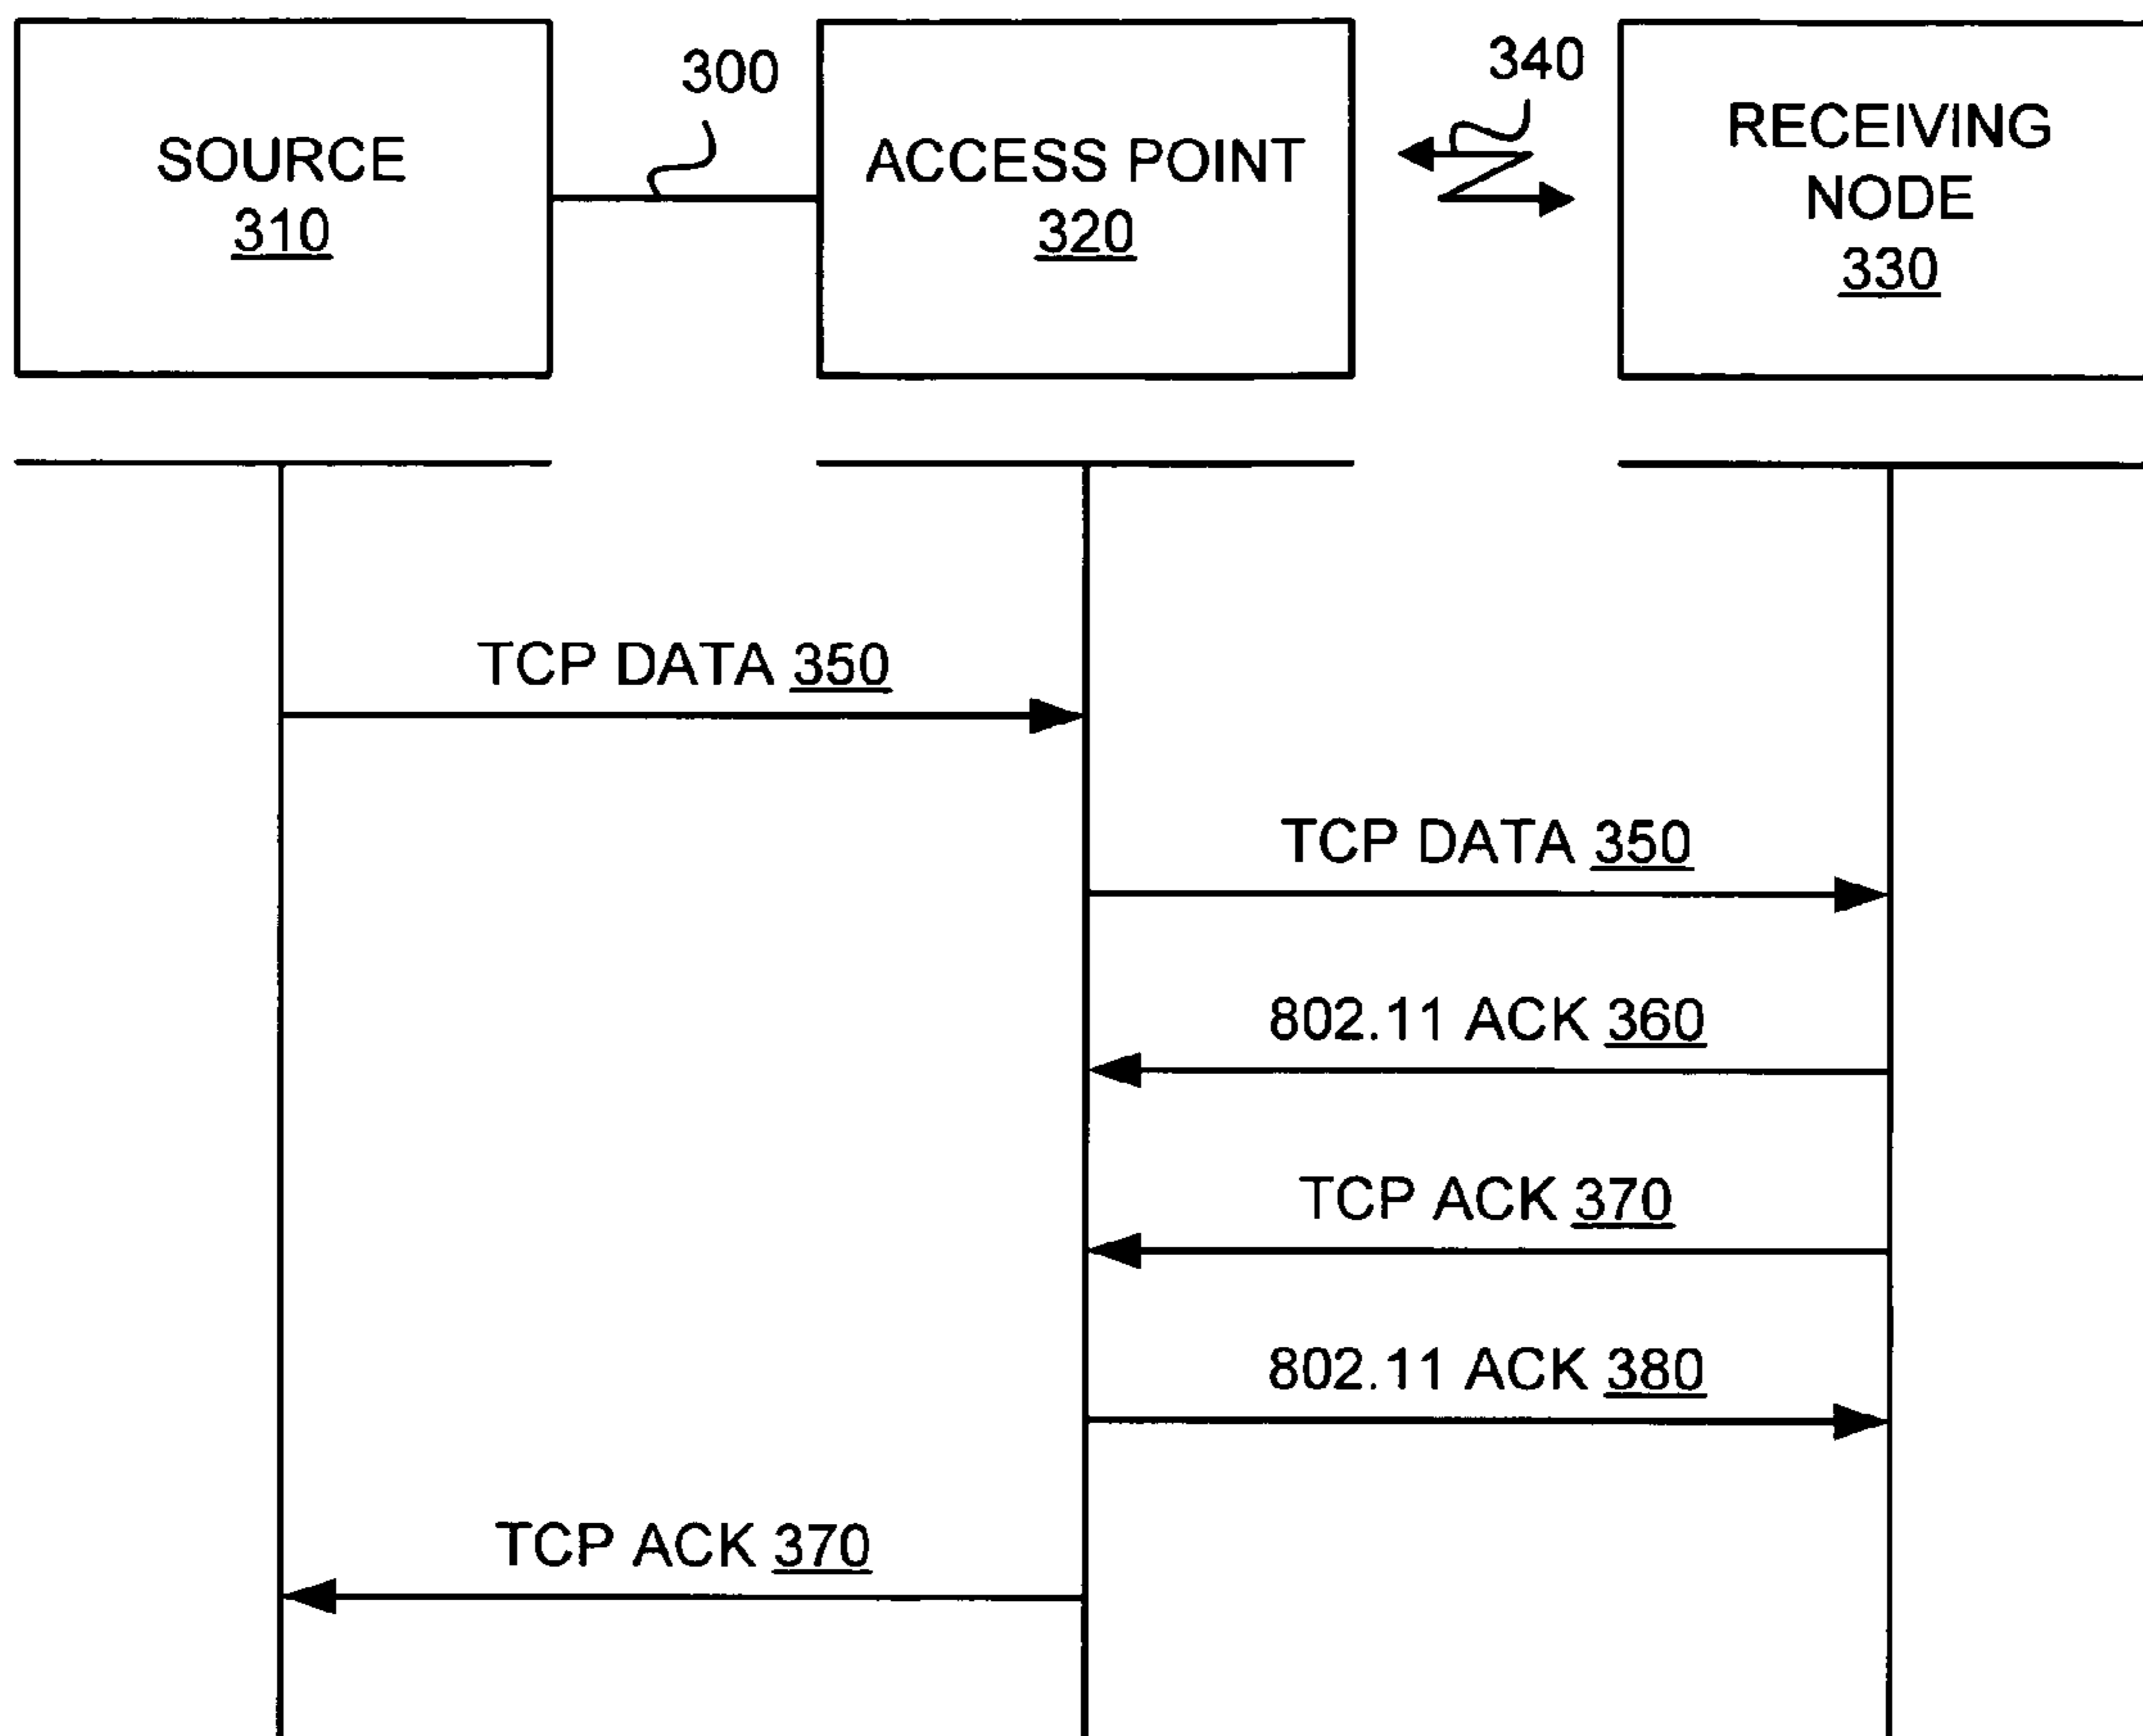 300
340
SOURCE
310
ACCESS POINT
320
RECEIVING
NODE
330
TCP DATA 350
TCP DATA 350
802.11 ACK 360
TCP ACK 370
802.11 ACK 380
TCP ACK 370